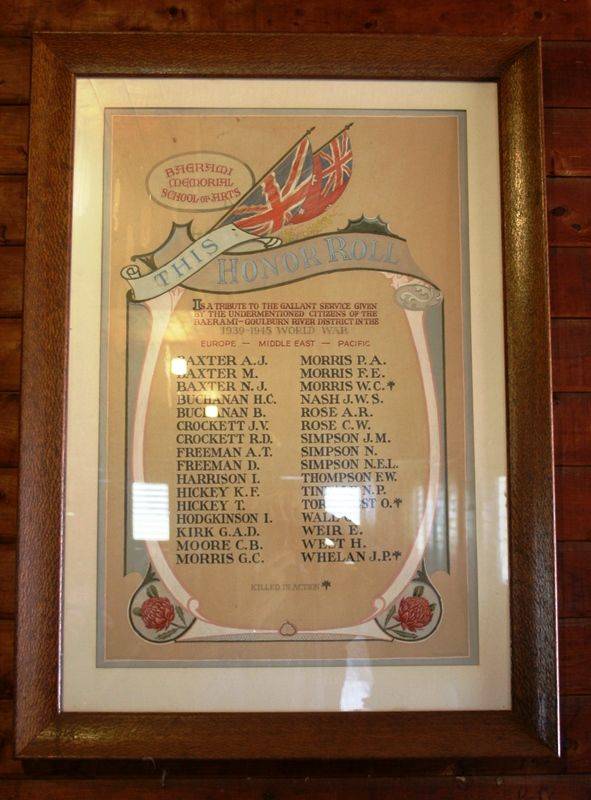 BAERAMI
MEMORIAL
SCHOOL OF ARTS
THIS
HONOR ROLL
IS A TRIBUTE TO THE GALLANT SERVICE GIVEN
BY THE UNDERMENTIONED CITIZENS OF THE
BAERAMI-GOULBURN RIVER DISTRICT IN THE
1939-1945 WORLD WAR
EUROPE — MIDDLE EAST — PACIFIC
BAXTER A.J.
BAXTER M.
BAXTER N.J.
BUCHANAN H.C.
BUCHANAN B.
CROCKETT J.V.
CROCKETT R.D.
FREEMAN A.T.
FREEMAN D.
HARRISON I.
HICKEY K.F.
HICKEY T.
HODGKINSON I.
KIRK G.A.D.
MOORE C.B.
MORRIS G.C.
MORRIS P.A.
MORRIS F.E.
MORRIS W.C.
NASH J.W.S.
ROSE A.R.
ROSE C.W.
SIMPSON J.M.
SIMPSON N.
SIMPSON N.E.L.
THOMPSON F.W.
N.P.
O.
WEIR E.
WEST H.
WHELAN J.P.
KILLED IN ACTION